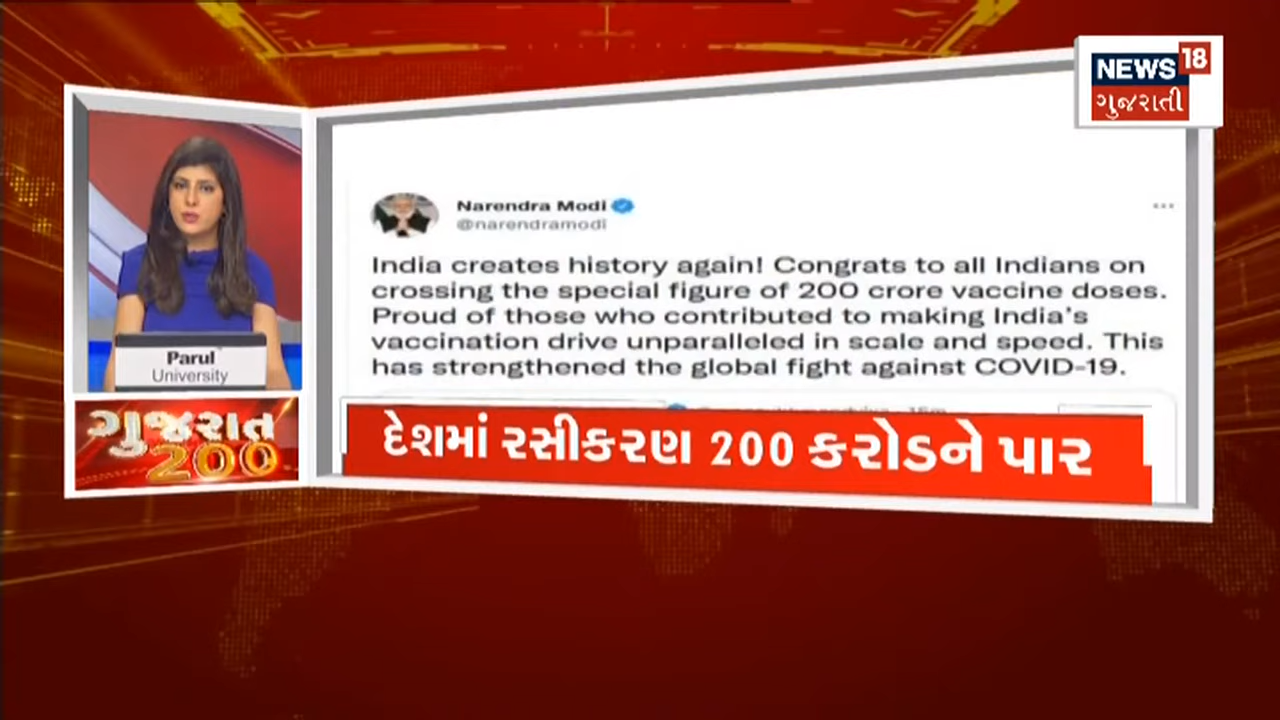 NEWS 18
ગુજરાતી
Narendra Modi
@narendramodi
India creates history again! Congrats to all Indians on
crossing the special figure of 200 crore vaccine doses.
Proud of those who contributed to making India's
vaccination drive unparalleled in scale and speed. This
has strengthened the global fight against COVID-19.
Parul
University
ગુજરાત
200
દેશમાં રસીકરણ 200 કરોડને પાર